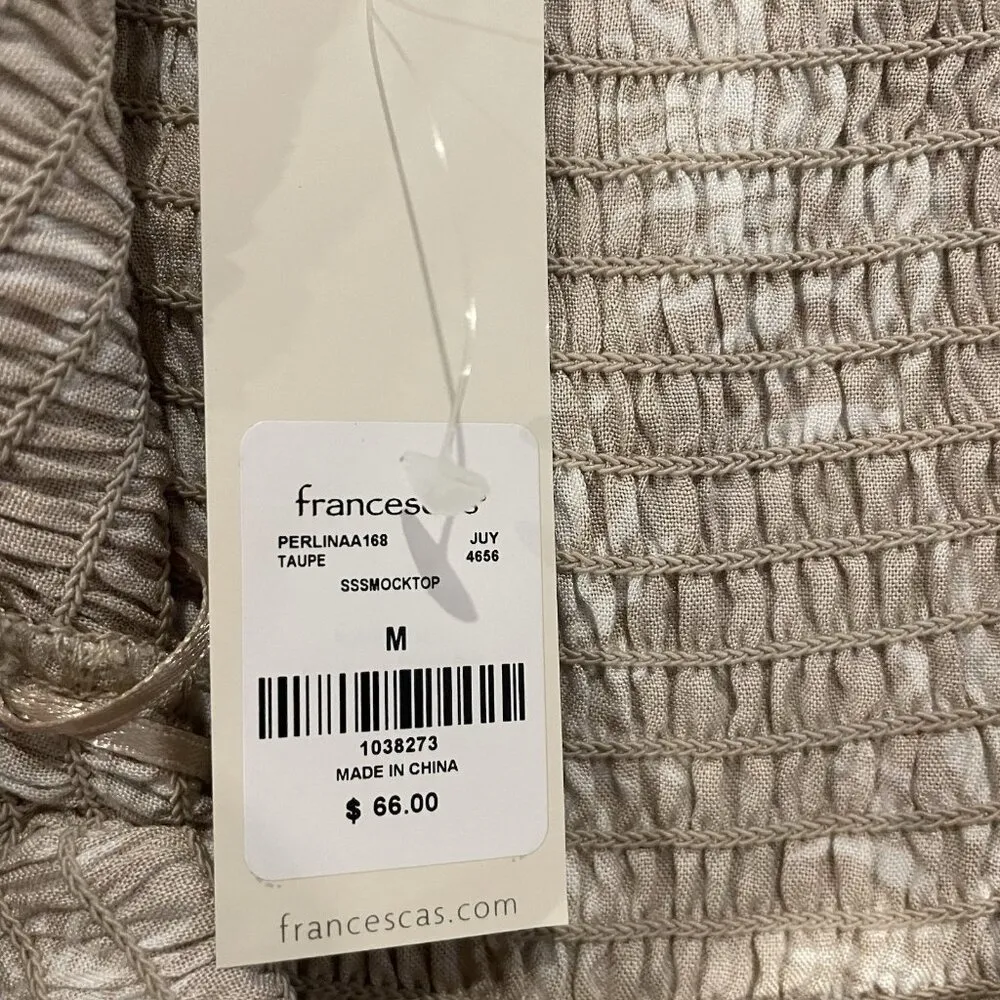 francesca's
PERLINAA168 JUY
TAUPE 4656
SSSMOCKTOP
M
1038273
MADE IN CHINA
$ 66.00
francescas.com